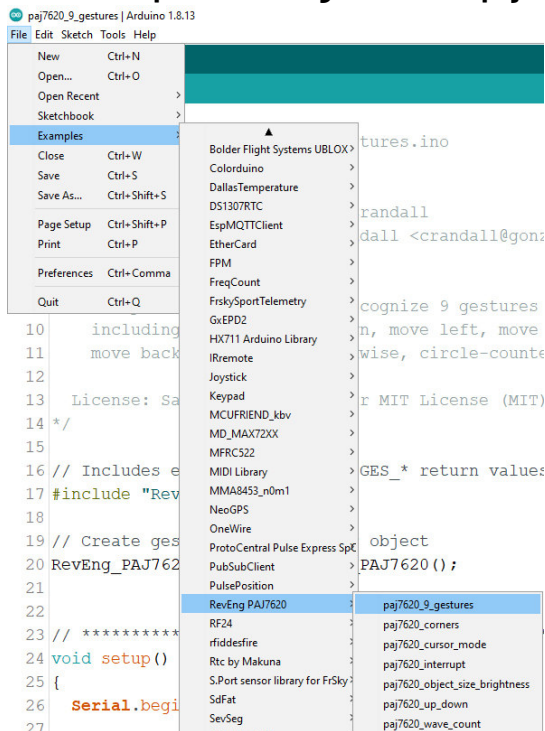 paj7620_9_gestures | Arduino 1.8.13
File Edit Sketch Tools Help
New Ctrl+N
Open... Ctrl+O
Open Recent
Sketchbook
Examples
Close Ctrl+W
Save Ctrl+S
Save As... Ctrl+Shift+S
Page Setup Ctrl+Shift+P
Print Ctrl+P
Preferences Ctrl+Comma
Quit Ctrl+Q
Bolder Flight Systems UBLOX
Colorduino
DallasTemperature
DS1307RTC
EspMQTTClient
EtherCard
FPM
FreqCount
FrskySportTelemetry
GxEPD2
HX711 Arduino Library
IRremote
Joystick
Keypad
MCUFRIEND_kbv
MD_MAX72XX
MFRC522
MIDI Library
MMA8453_n0m1
NeoGPS
OneWire
ProtoCentral Pulse Express
PubSubClient
PulsePosition
RevEng PAJ7620
RF24
rfiddesfire
Rtc by Makuna
S.Port sensor library for FrSky
SdFat
SevSeg
paj7620_9_gestures
paj7620_corners
paj7620_cursor_mode
paj7620_interrupt
paj7620_object_size_brightness
paj7620_up_down
paj7620_wave_count
tures.ino
randall
dall <crandall@gonz
cognize 9 gestures
10 including n, move left, move
11 move back wise, circle-counte
12
13 License: Sa r MIT License (MIT)
14 */
15
16 // Includes e GES_* return values
17 #include "Rev
18
19 // Create ges object
20 RevEng_PAJ762 PAJ7620();
21
22
23 // **********
24 void setup()
25 {
26 Serial.begi
27